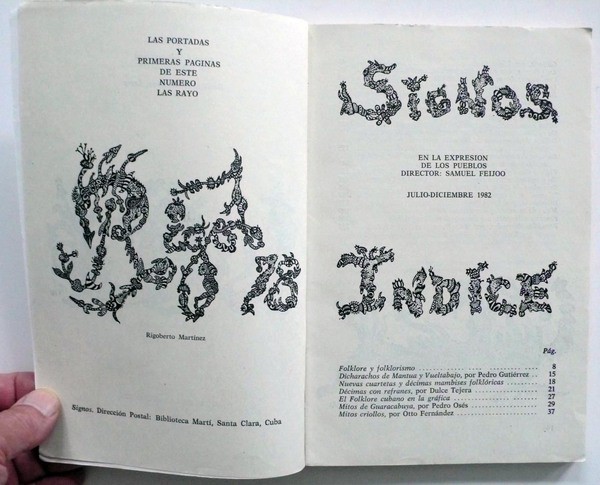 LAS PORTADAS
Y
PRIMERAS PAGINAS
DE ESTE
NUMERO
LAS RAYO
Rigoberto Martínez
Signos. Dirección Postal: Biblioteca Martí, Santa Clara, Cuba
SIGNOS
EN LA EXPRESION
DE LOS PUEBLOS
DIRECTOR: SAMUEL FEIJOO
JULIO-DICIEMBRE 1982
INDICE
Pág.
Folklore y folklorismo .......... 8
Dicharachos de Mantua y Vueltabajo, por Pedro Gutiérrez .. 15
Nuevas cuartetas y décimas mambises folklóricas .......... 18
Décimas con refranes, por Dulce Tejera .......... 21
El Folklore cubano en la gráfica .......... 27
Mitos de Guaracabuya, por Pedro Osés .......... 29
Mitos criollos, por Otto Fernández .......... 37